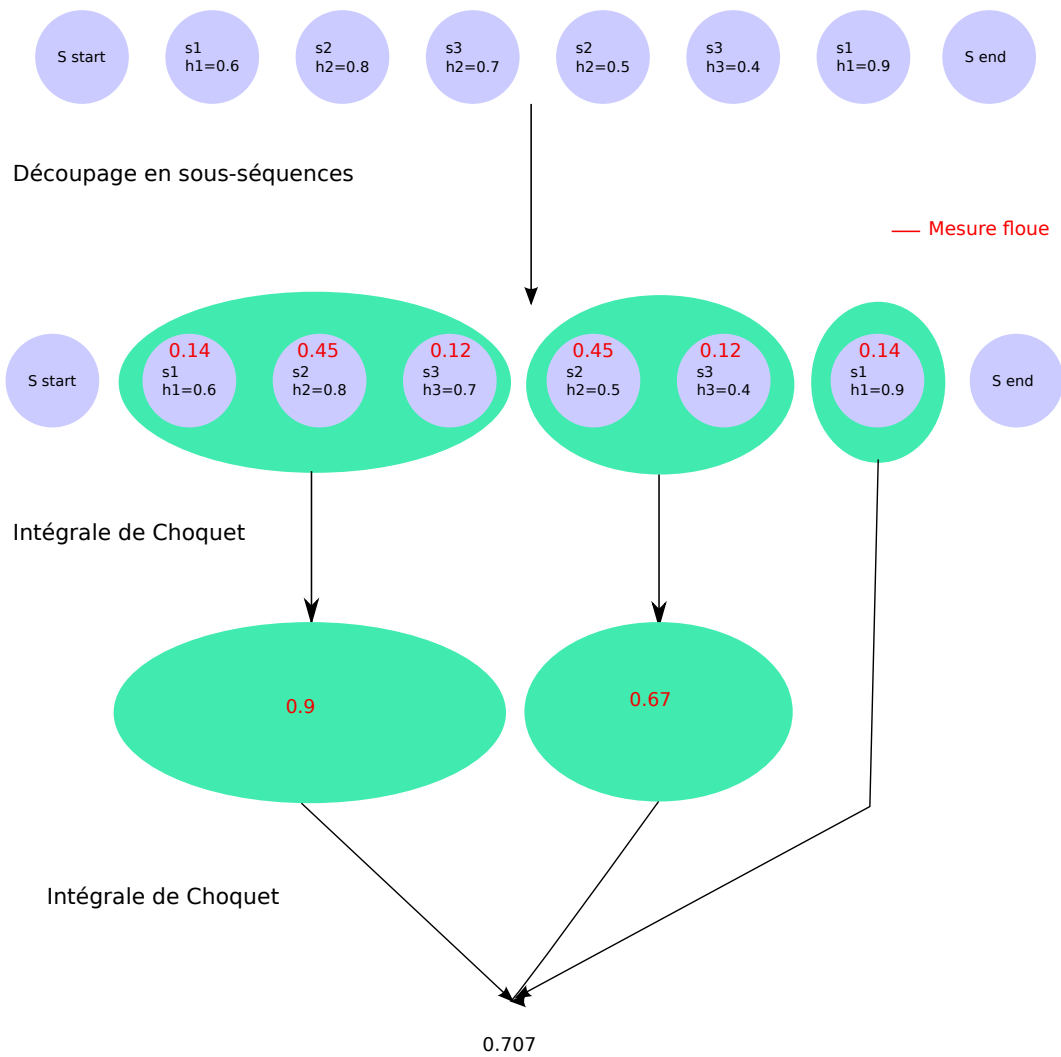 S start
s1
h1=0.6
s2
h2=0.8
s3
h2=0.7
s2
h2=0.5
s3
h3=0.4
s1
h1=0.9
S end
Découpage en sous-séquences
Mesure floue
S start
0.14
s1
h1=0.6
0.45
s2
h2=0.8
0.12
s3
h3=0.7
0.45
s2
h2=0.5
0.12
s3
h3=0.4
0.14
s1
h1=0.9
S end
Intégrale de Choquet
0.9
0.67
Intégrale de Choquet
0.707